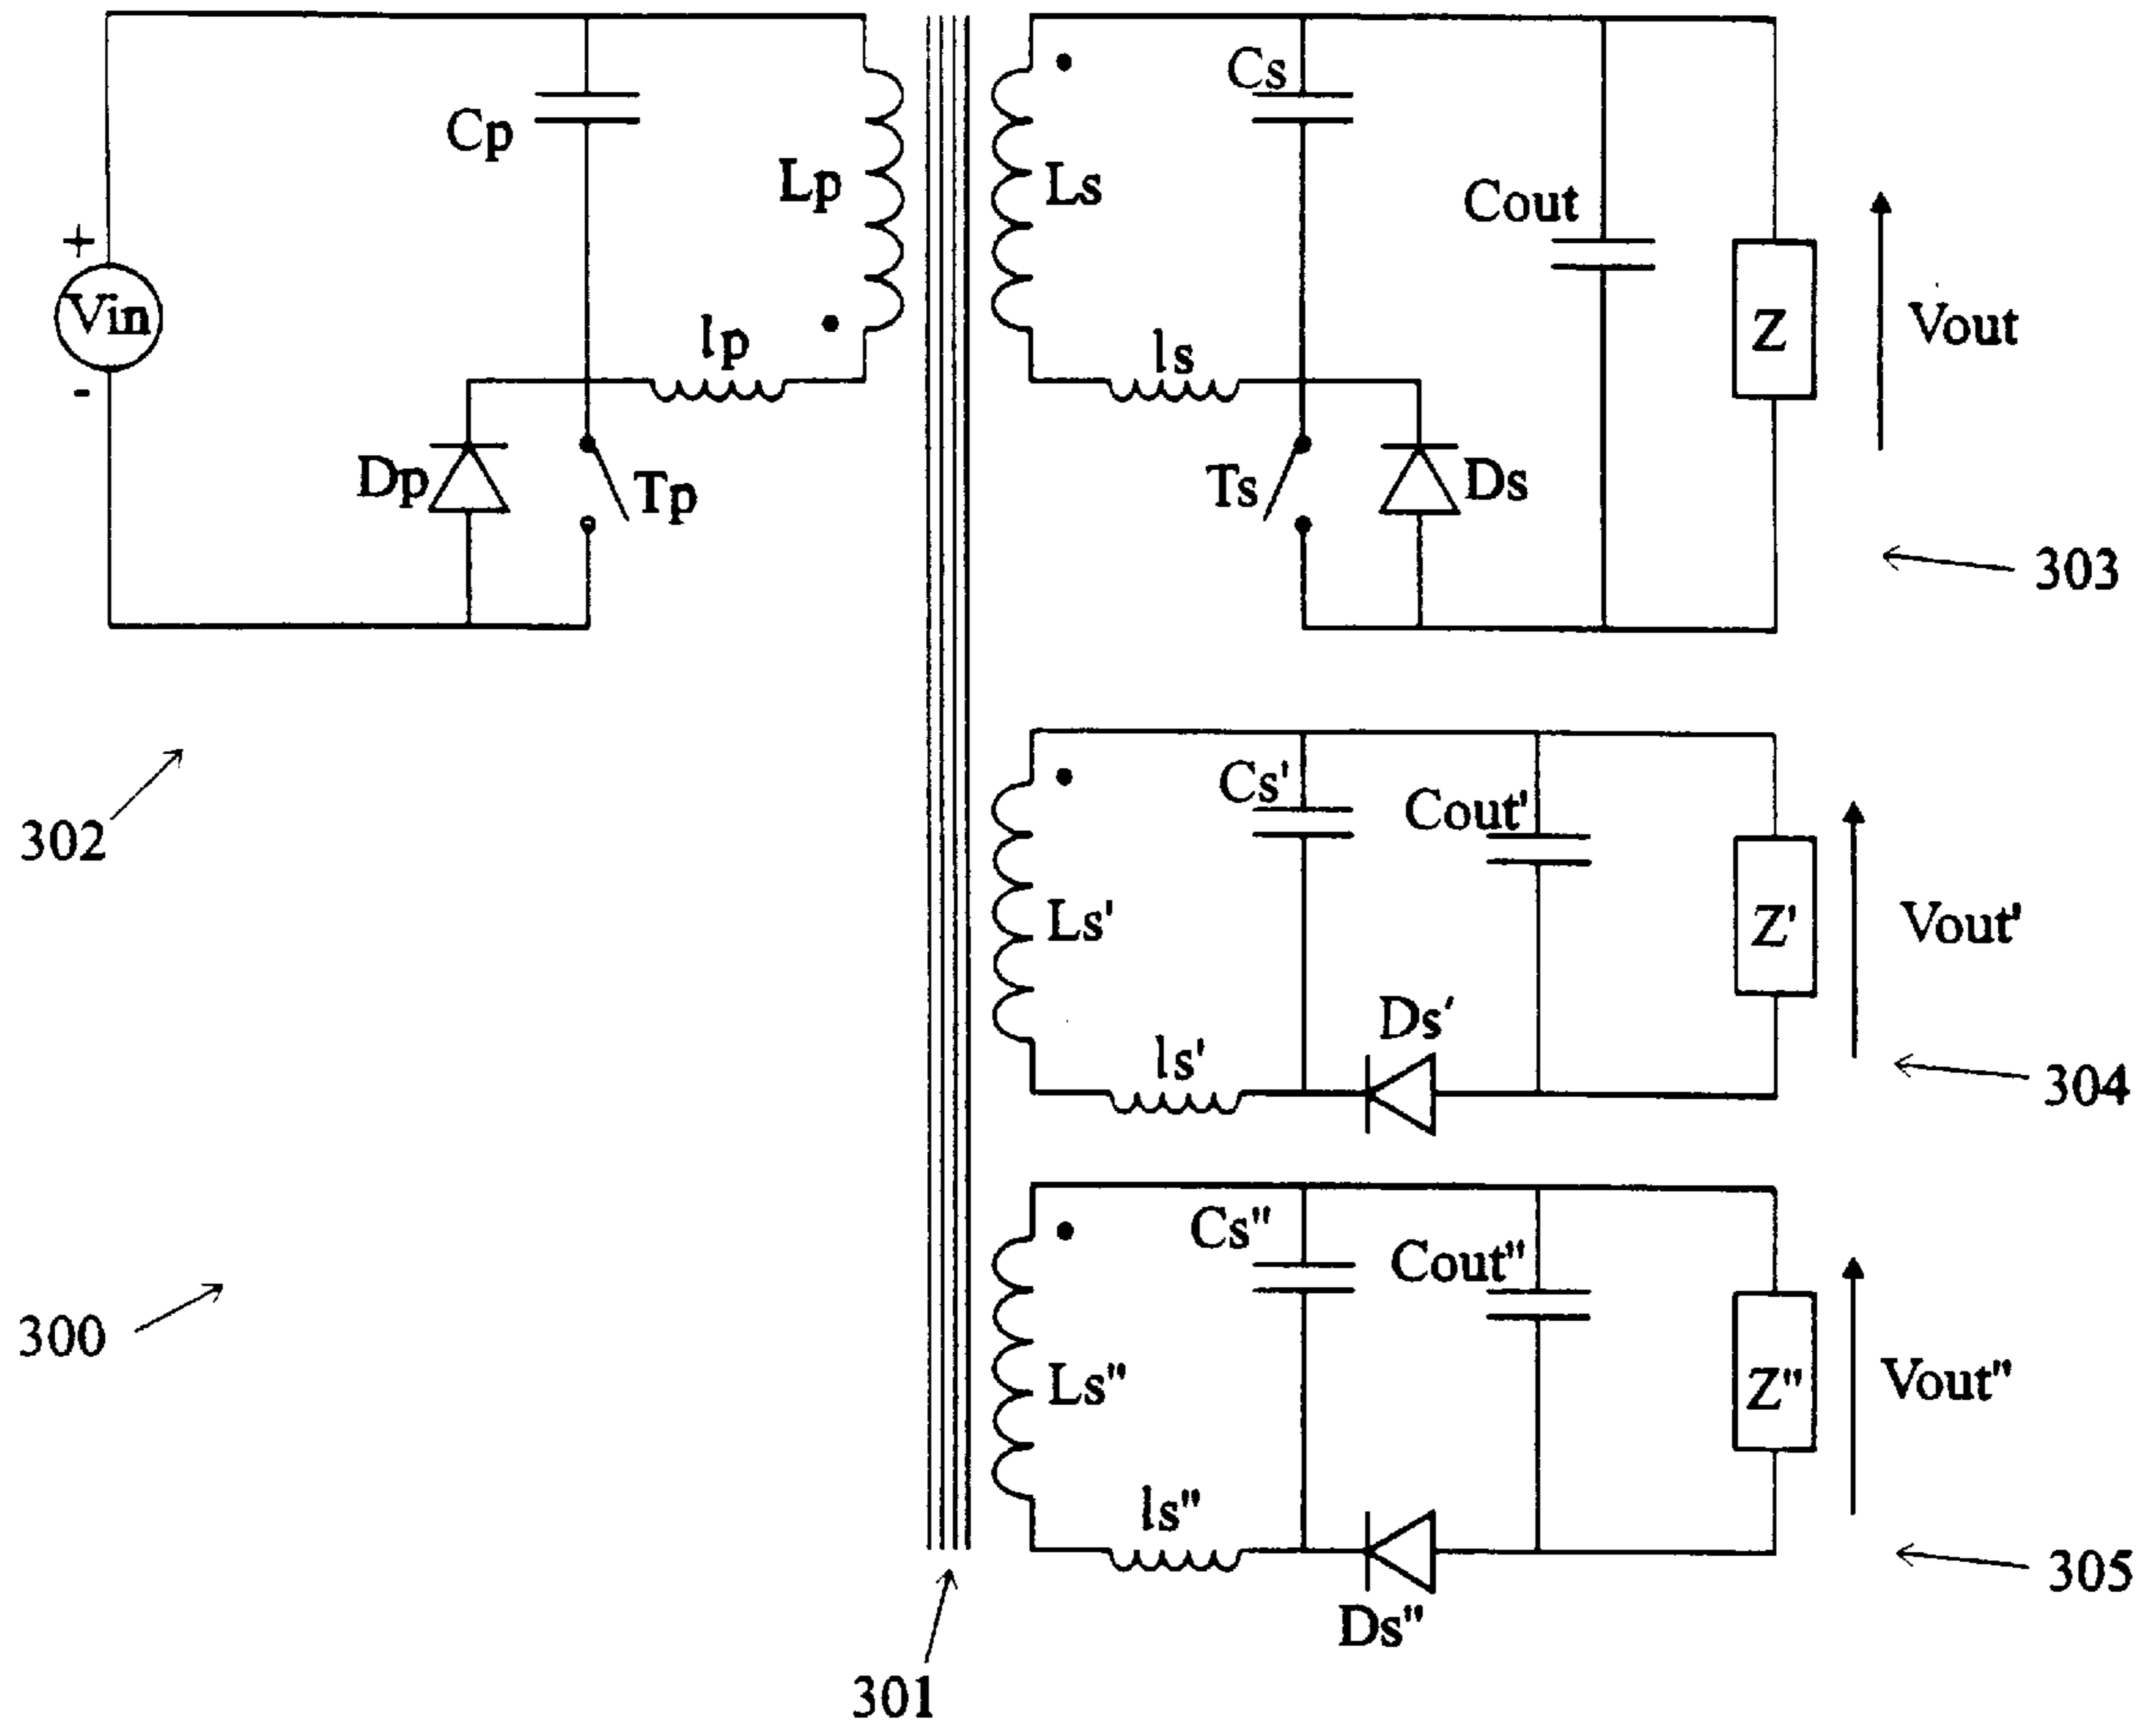 +
Vin
-
Cp
Lp
lp
Dp
Tp
Cs
Ls
ls
Ts
Ds
Cout
Z
Vout
303
302
Cs'
Cout'
Ls'
ls'
Ds'
Z'
Vout'
304
300
Cs"
Cout"
Ls"
ls"
Ds"
Z"
Vout"
305
301